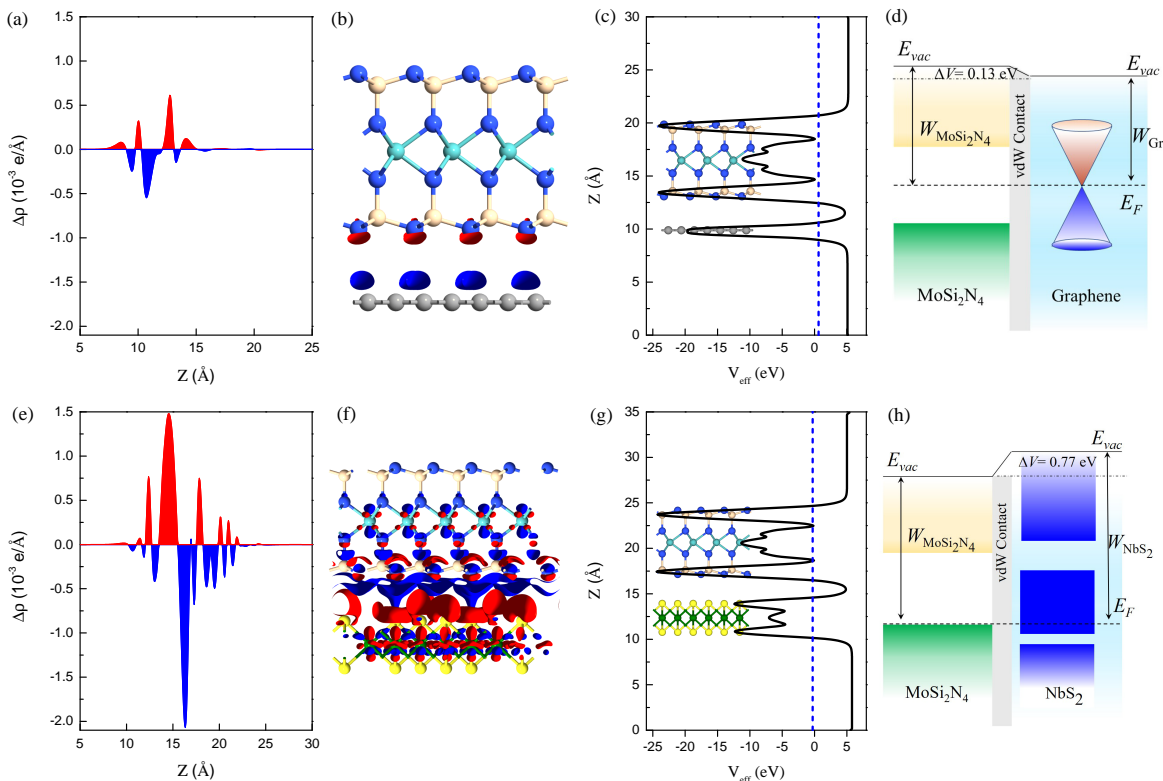 (a)
1.5
1.0
0.5
0.0
-0.5
-1.0
-1.5
-2.0
Δρ (10⁻³ e/Å)
5 10 15 20 25
Z (Å)
(b)
(c)
30
25
20
15
10
5
0
Z (Å)
-25 -20 -15 -10 -5 0 5
V_eff (eV)
(d)
E_vac
ΔV= 0.13 eV
E_vac
W_MoSi₂N₄
vdW Contact
W_Gr
E_F
MoSi₂N₄
Graphene
(e)
1.5
1.0
0.5
0.0
-0.5
-1.0
-1.5
-2.0
Δρ (10⁻³ e/Å)
5 10 15 20 25 30
Z (Å)
(f)
(g)
35
30
25
20
15
10
5
0
Z (Å)
-25 -20 -15 -10 -5 0 5
V_eff (eV)
(h)
E_vac
E_vac
ΔV= 0.77 eV
W_MoSi₂N₄
vdW Contact
W_NbS₂
E_F
MoSi₂N₄
NbS₂